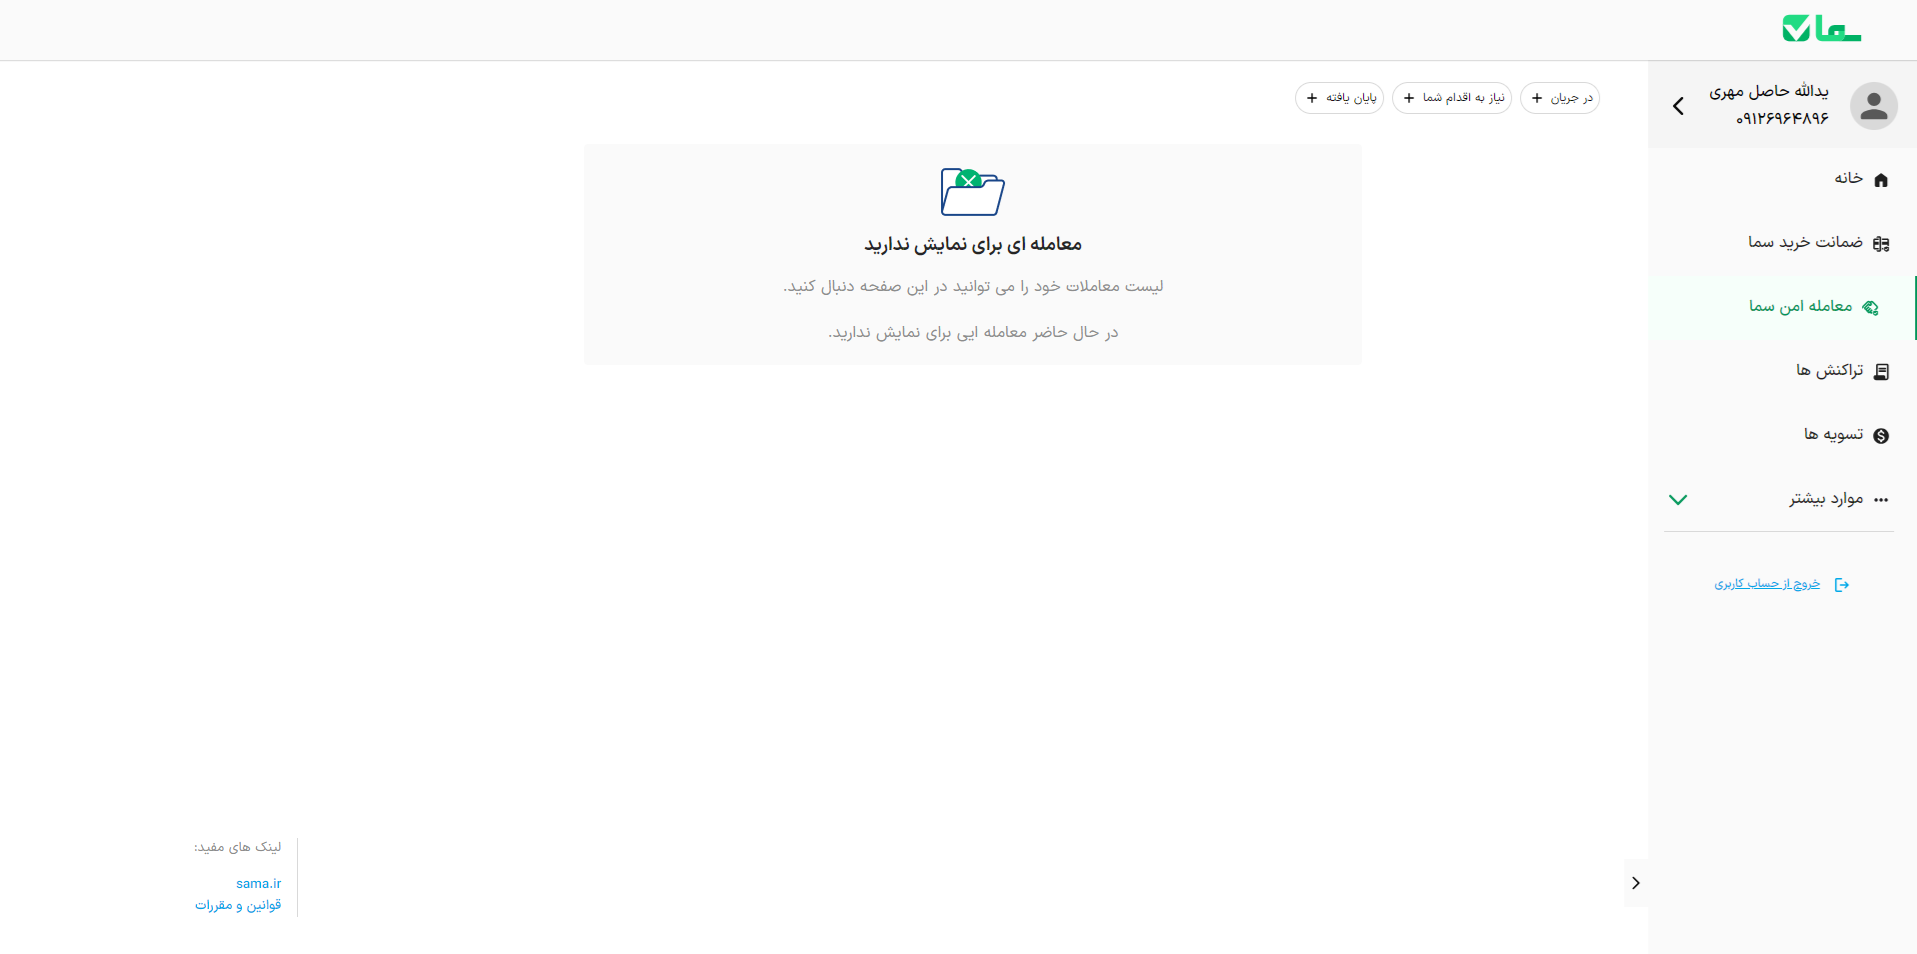 سما
یدالله حاصل مهری
۰۹۱۲۶۹۶۴۸۹۶
خانه
ضمانت خرید سما
معامله امن سما
تراکنش ها
تسویه ها
موارد بیشتر
خروج از حساب کاربری
در جریان
نیاز به اقدام شما
پایان یافته
معامله ای برای نمایش ندارید
لیست معاملات خود را می توانید در این صفحه دنبال کنید.
در حال حاضر معامله ایی برای نمایش ندارید.
لینک های مفید:
sama.ir
قوانین و مقررات